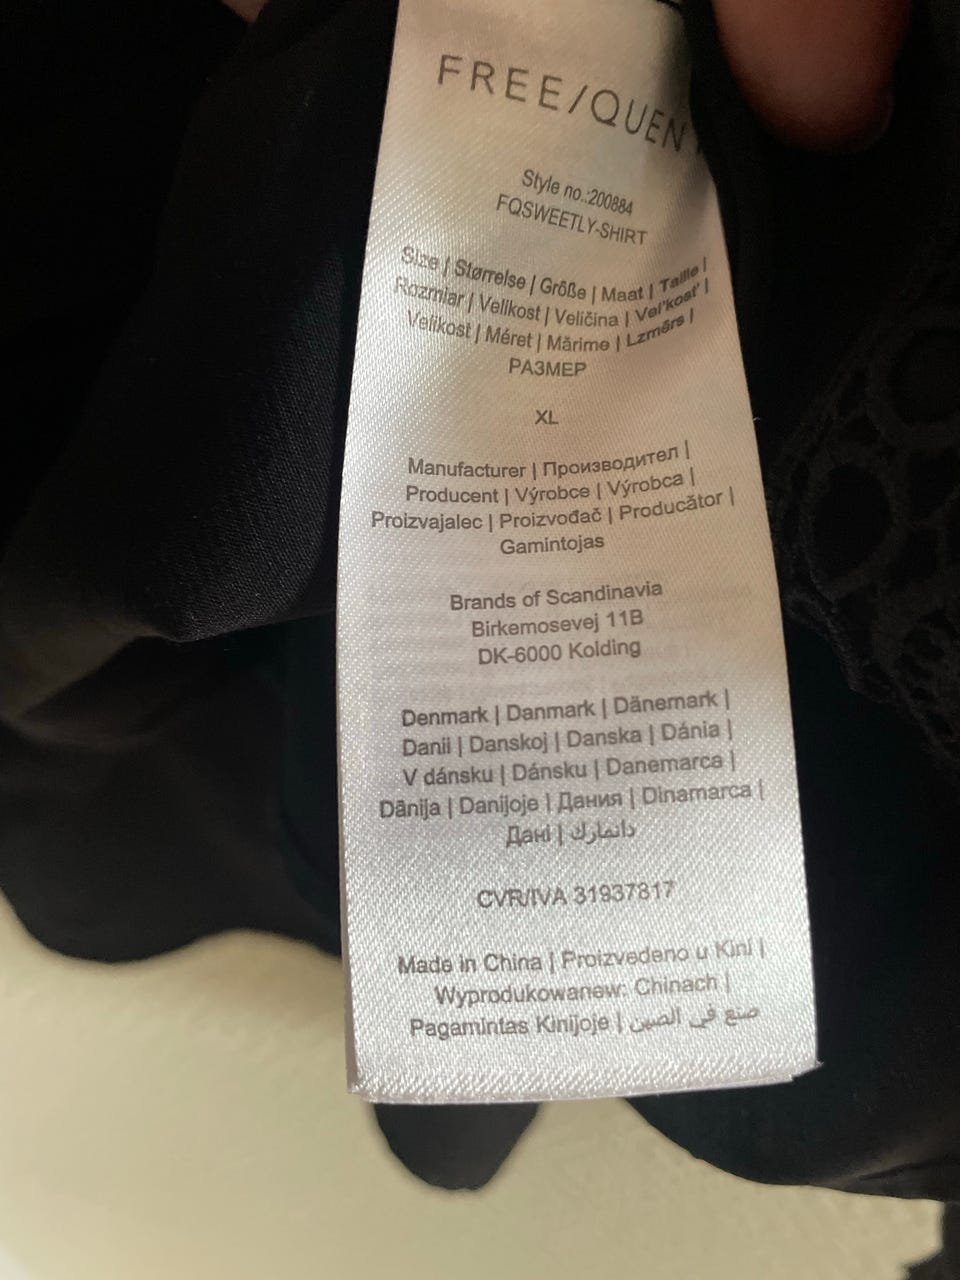 FREE/QUEN
Style no.:200884
FQSWEETLY-SHIRT
Size | Størrelse | Größe | Maat | Taille |
Rozmiar | Velikost | Veličina | Vel'kost' |
Velikost | Méret | Mărime | Lzmērs |
РАЗМЕР
XL
Manufacturer | Производител |
Producent | Výrobce | Výrobca |
Proizvajalec | Proizvođač | Producător |
Gamintojas
Brands of Scandinavia
Birkemosevej 11B
DK-6000 Kolding
Denmark | Danmark | Dänemark |
Danii | Danskoj | Danska | Dánia |
V dánsku | Dánsku | Danemarca |
Dānija | Danijoje | Дания | Dinamarca |
Дані | دانمارك
CVR/IVA 31937817
Made in China | Proizvedeno u Kini |
Wyprodukowanew: Chinach |
Pagamintas Kinijoje | صنع في الصين